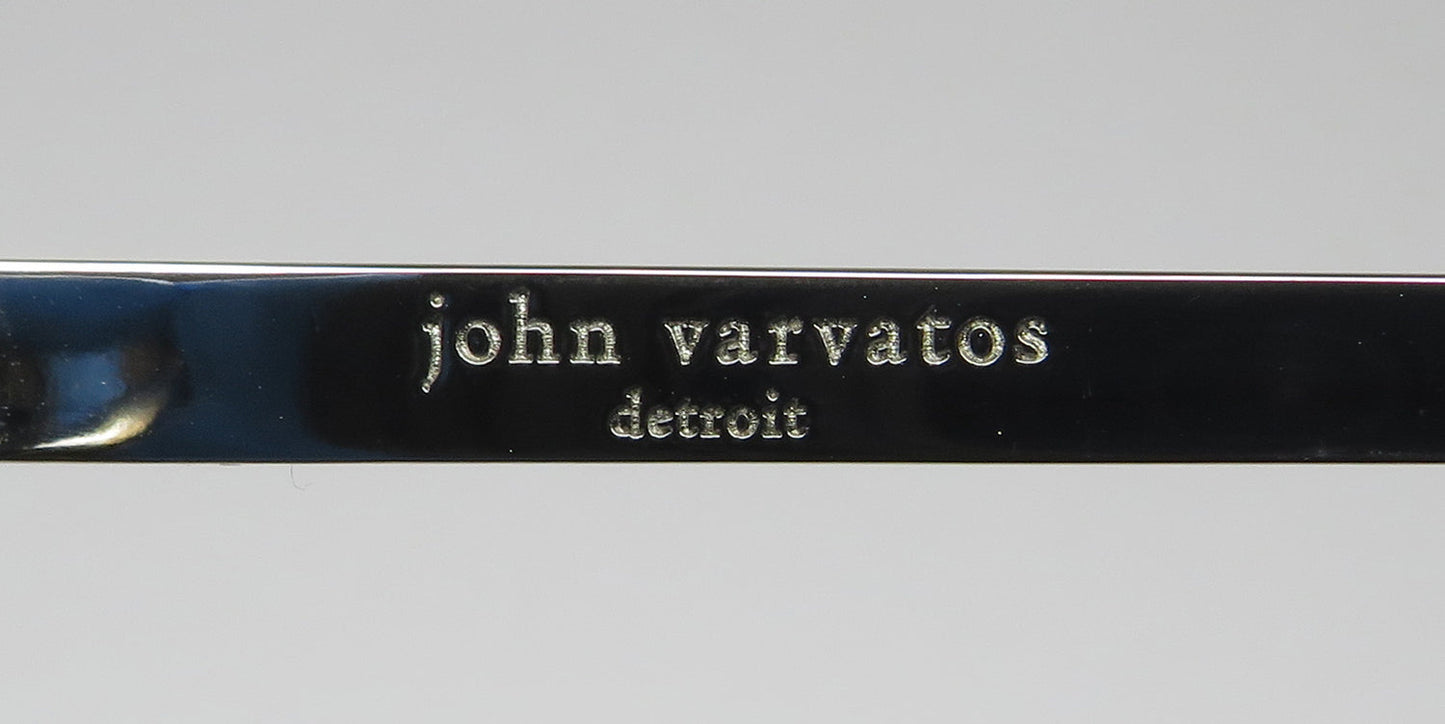 john varvatos
detroit